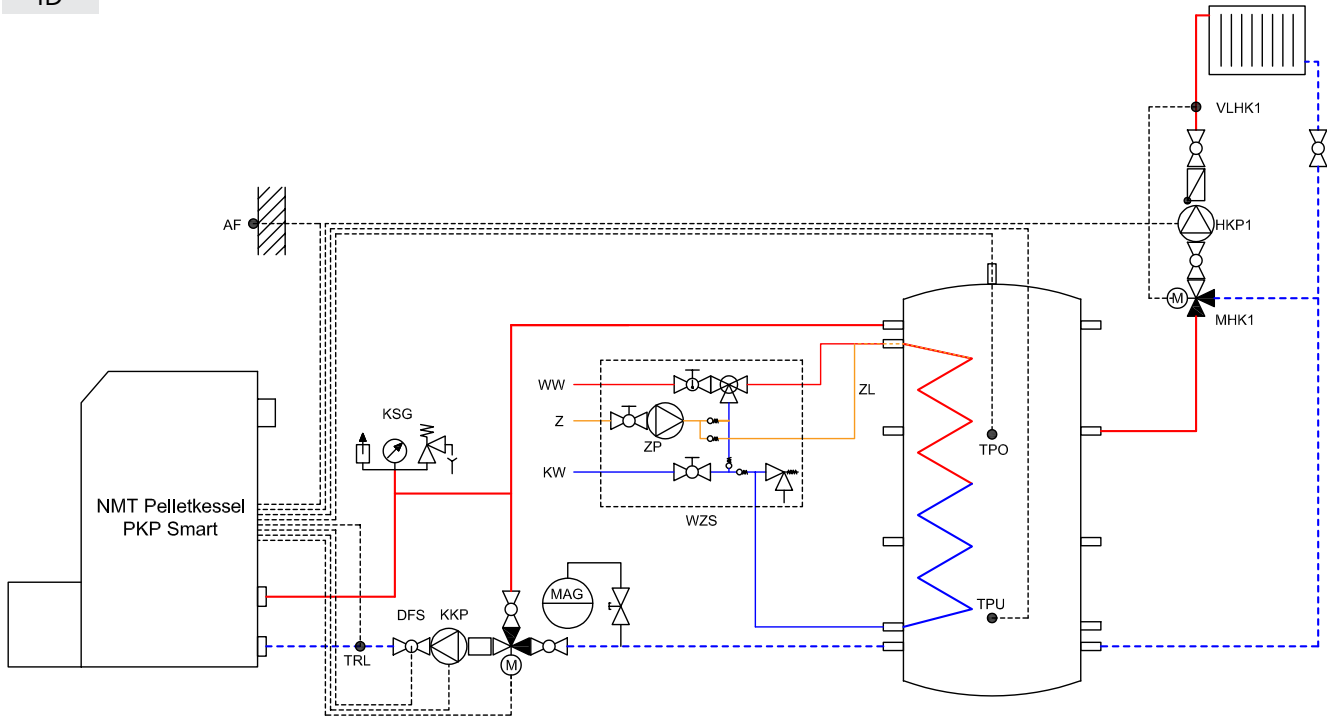 ID
VLHK1
AF
HKP1
M
MHK1
WW
ZL
KSG
Z
ZP
TPO
KW
NMT Pelletkessel
PKP Smart
WZS
MAG
TPU
DFS
KKP
TRL
M